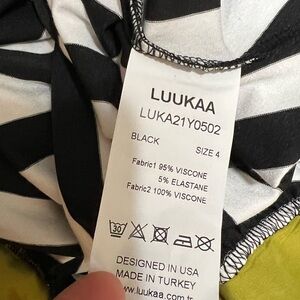 LUUKAA
LUKA21Y0502
BLACK SIZE 4
Fabric1 95% VISCONE
5% ELASTANE
Fabric2 100% VISCONE
30
DESIGNED IN USA
MADE IN TURKEY
www.luukaa.com.tr